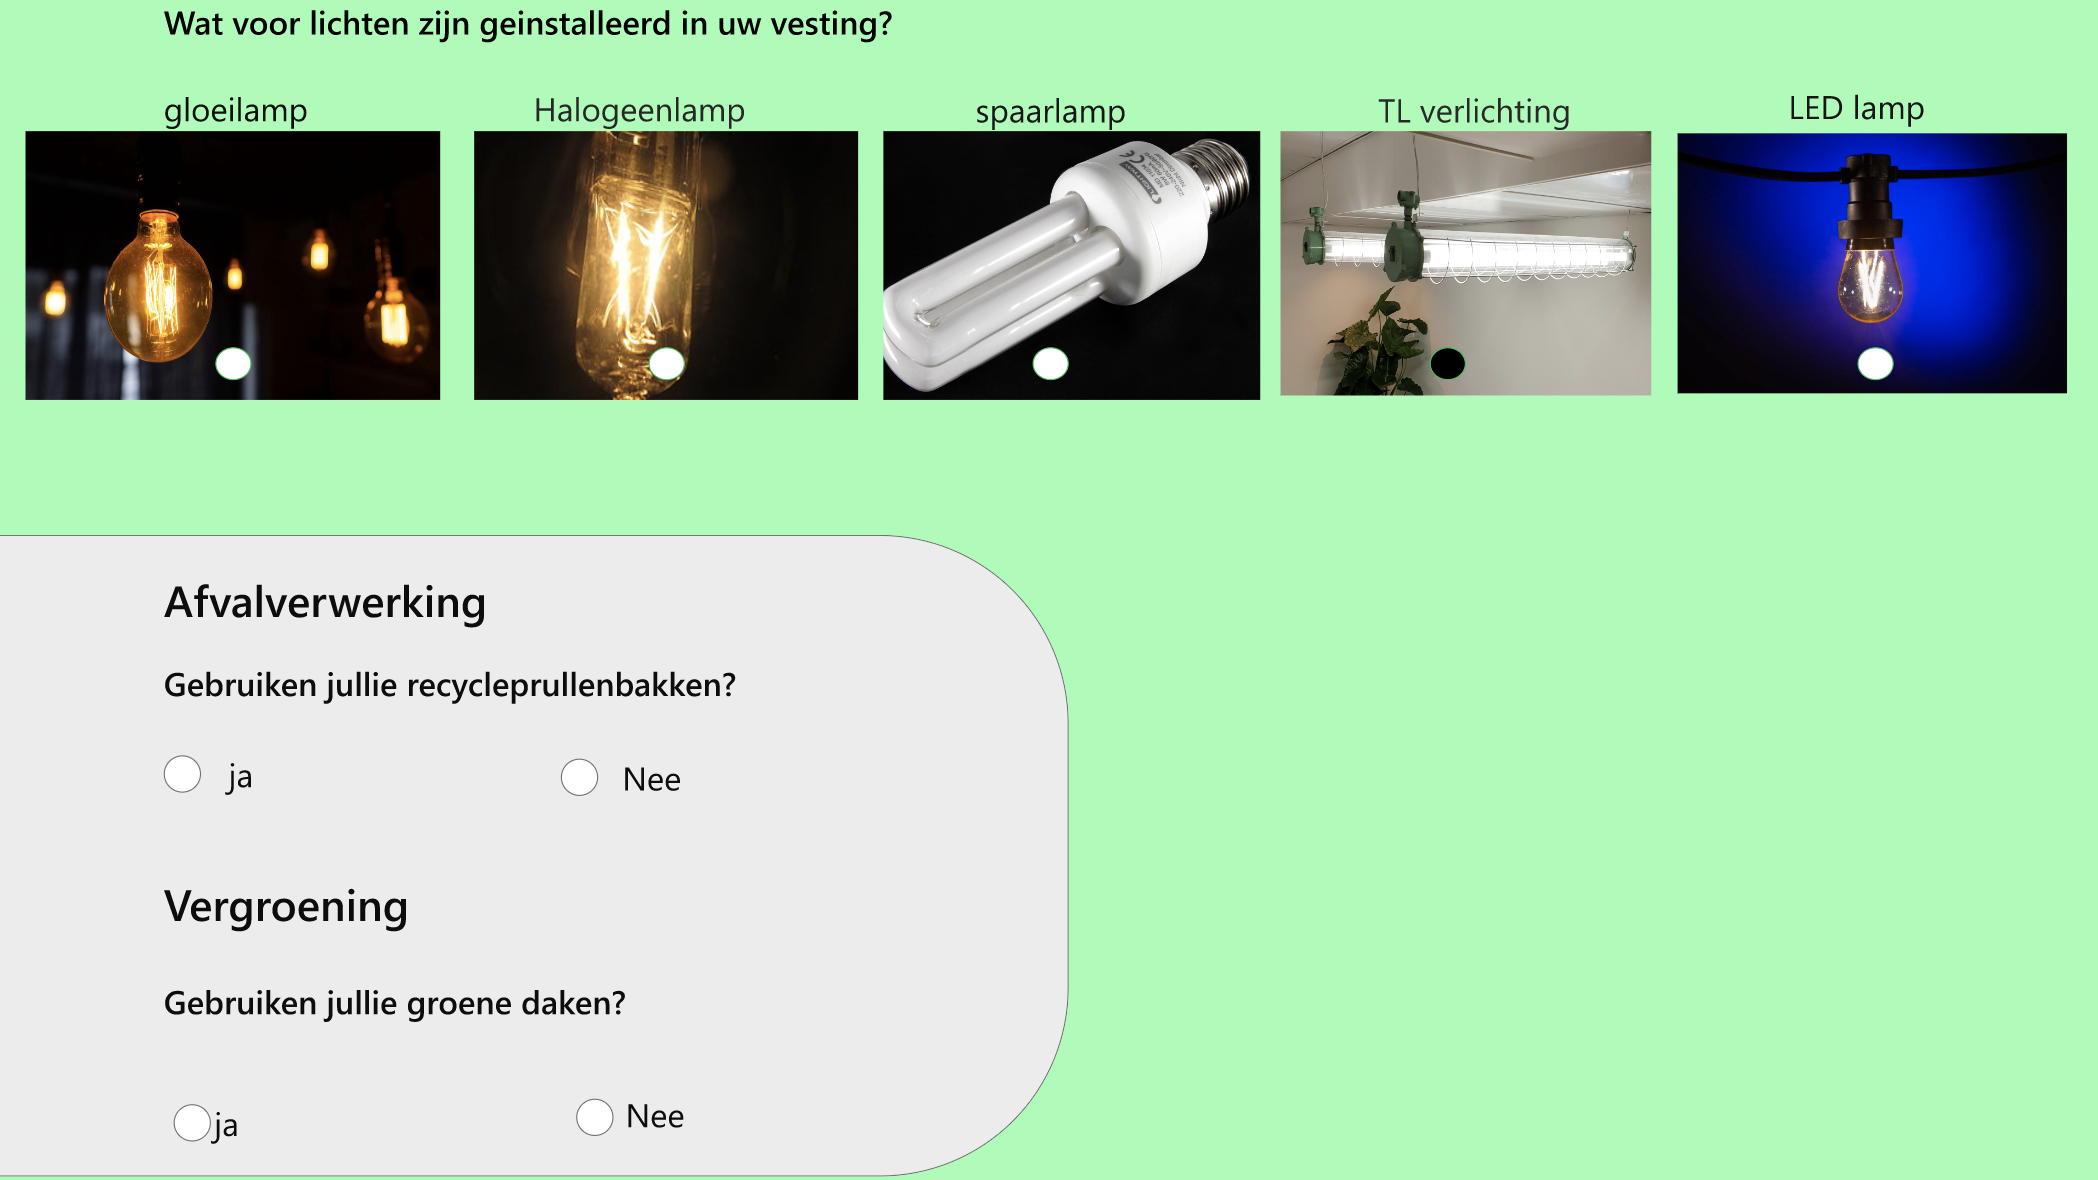 Wat voor lichten zijn geinstalleerd in uw vesting?
gloeilamp
Halogeenlamp
spaarlamp
TL verlichting
LED lamp
Afvalverwerking
Gebruiken jullie recycleprullenbakken?
ja
Nee
Vergroening
Gebruiken jullie groene daken?
ja
Nee